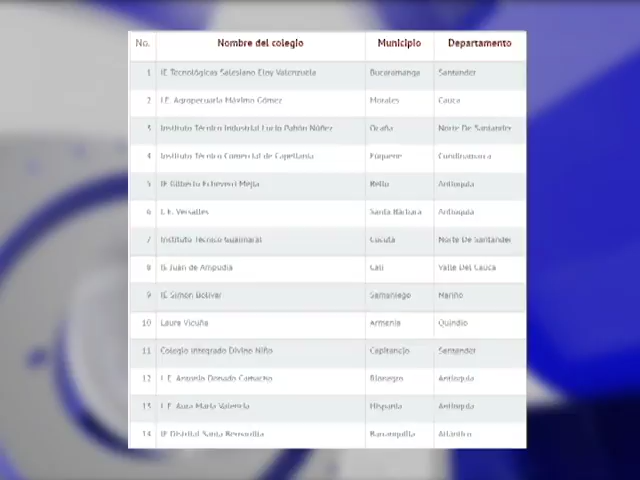 No. Nombre del colegio Municipio Departamento
1 IE Tecnológico Salesiano Eloy Valenzuela Bucaramanga Santander
2 I.E. Agropecuaria Máximo Gómez Morales Cauca
3 Instituto Técnico Industrial Lucio Pabón Núñez Ocaña Norte De Santander
4 Instituto Técnico Comercial de Capellanía Fúquene Cundinamarca
5 IE Gilberto Echeverri Mejía Bello Antioquia
6 I. E. Versalles Santa Bárbara Antioquia
7 Instituto Técnico Guaimaral Cúcuta Norte De Santander
8 Juan de Ampudia Cali Valle Del Cauca
9 IE Simón Bolívar Samaniego Nariño
10 Laura Vicuña Armenia Quindío
11 Colegio Integrado Divino Niño Capitanejo Santander
12 I. E. Donado Camacho Rionegro Antioquia
13 I. E. Aura María Valencia Hispania Antioquia
14 IE Distrital Santa Bernardita Barranquilla Atlántico